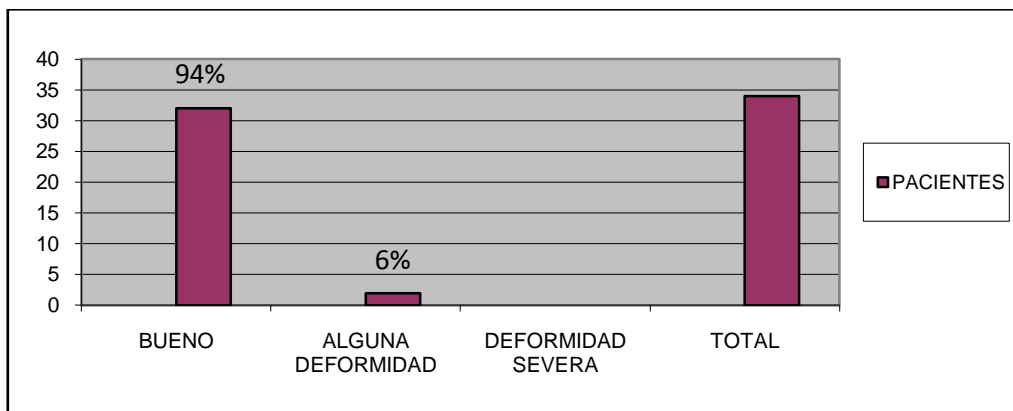 40
35
30
25
20
15
10
5
0
94%
6%
BUENO
ALGUNA
DEFORMIDAD
DEFORMIDAD
SEVERA
TOTAL
PACIENTES